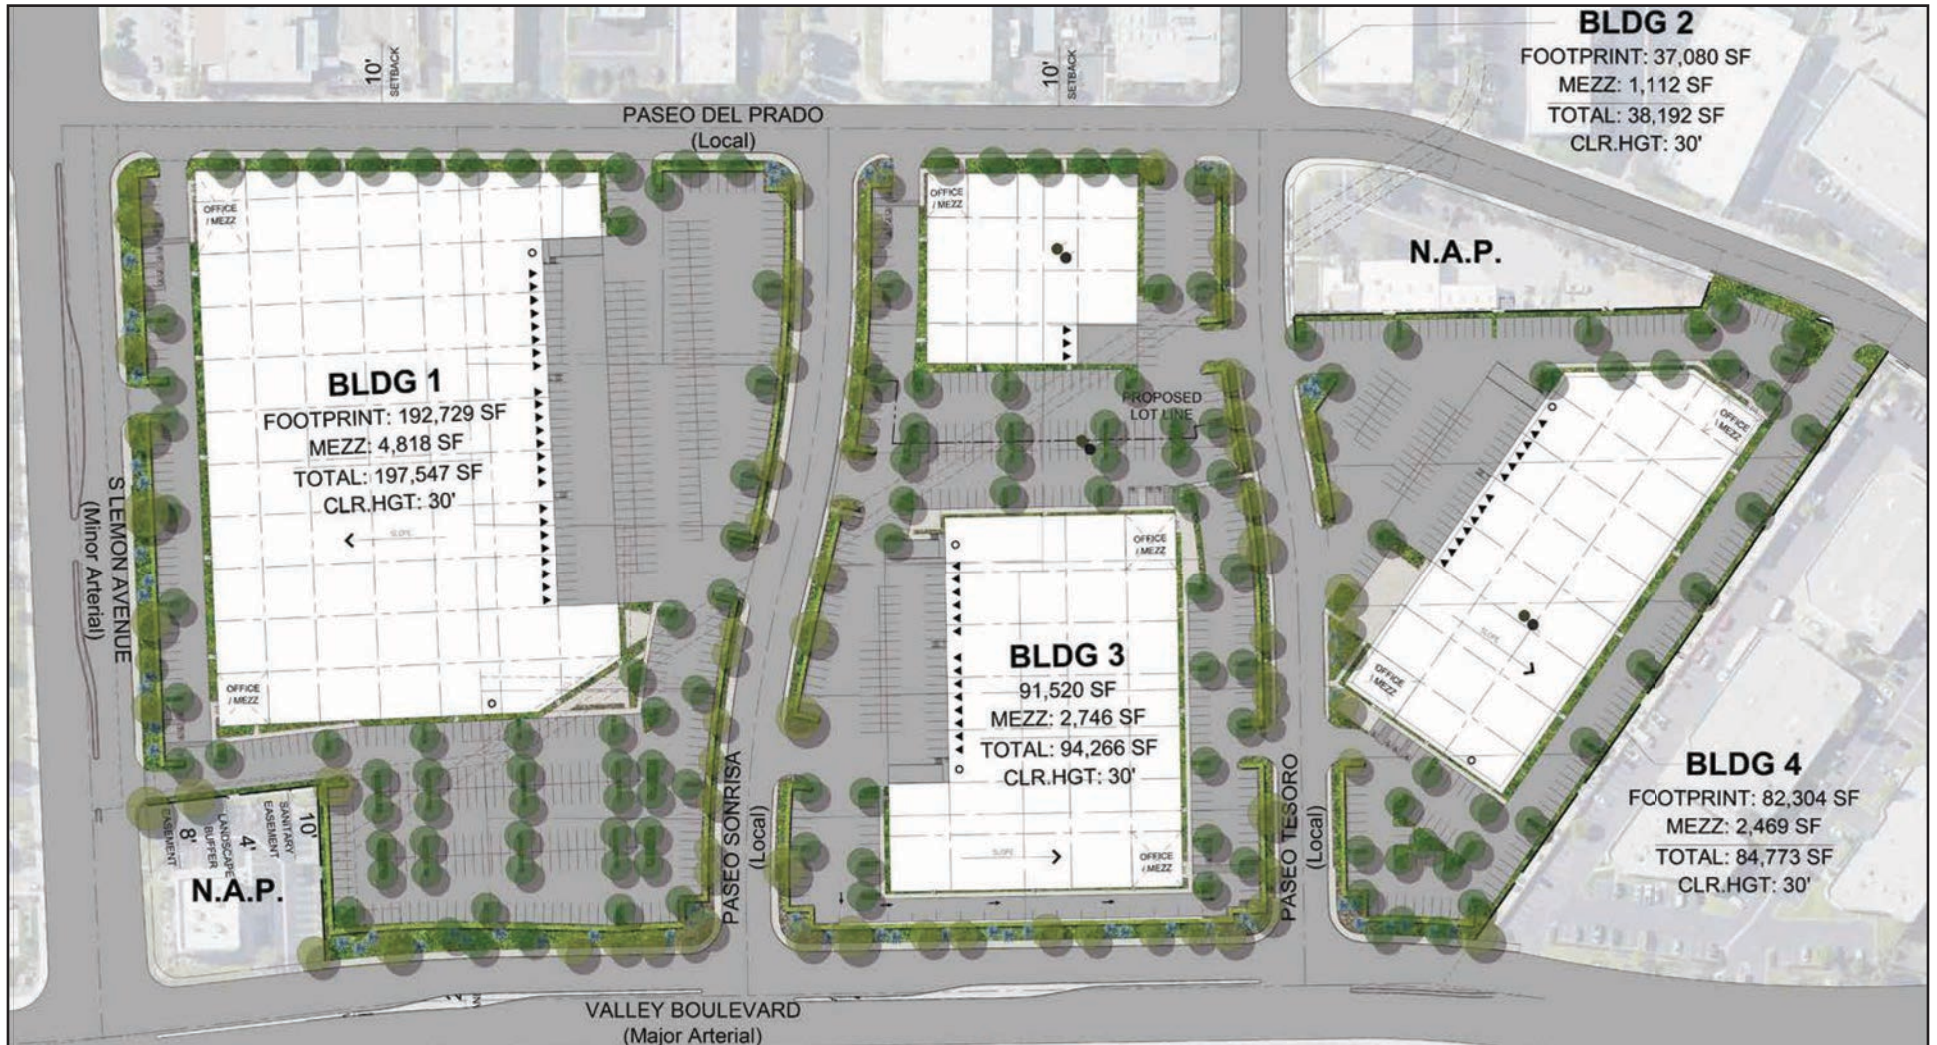 BLDG 2
FOOTPRINT: 37,080 SF
MEZZ: 1,112 SF
TOTAL: 38,192 SF
CLR.HGT: 30'
10'
SETBACK
10'
SETBACK
PASEO DEL PRADO
(Local)
OFFICE
/ MEZZ
OFFICE
/ MEZZ
N.A.P.
BLDG 1
FOOTPRINT: 192,729 SF
MEZZ: 4,818 SF
TOTAL: 197,547 SF
CLR.HGT: 30'
SLOPE
PROPOSED
LOT LINE
OFFICE
/ MEZZ
S LEMON AVENUE
(Minor Arterial)
OFFICE
/ MEZZ
BLDG 3
91,520 SF
MEZZ: 2,746 SF
TOTAL: 94,266 SF
CLR.HGT: 30'
SLOPE
OFFICE
/ MEZZ
SLOPE
OFFICE
/ MEZZ
OFFICE
/ MEZZ
BLDG 4
FOOTPRINT: 82,304 SF
MEZZ: 2,469 SF
TOTAL: 84,773 SF
CLR.HGT: 30'
PASEO SONRISA
(Local)
PASEO TESORO
(Local)
10'
SANITARY
EASEMENT
4'
LANDSCAPE
BUFFER
8'
EASEMENT
N.A.P.
VALLEY BOULEVARD
(Major Arterial)